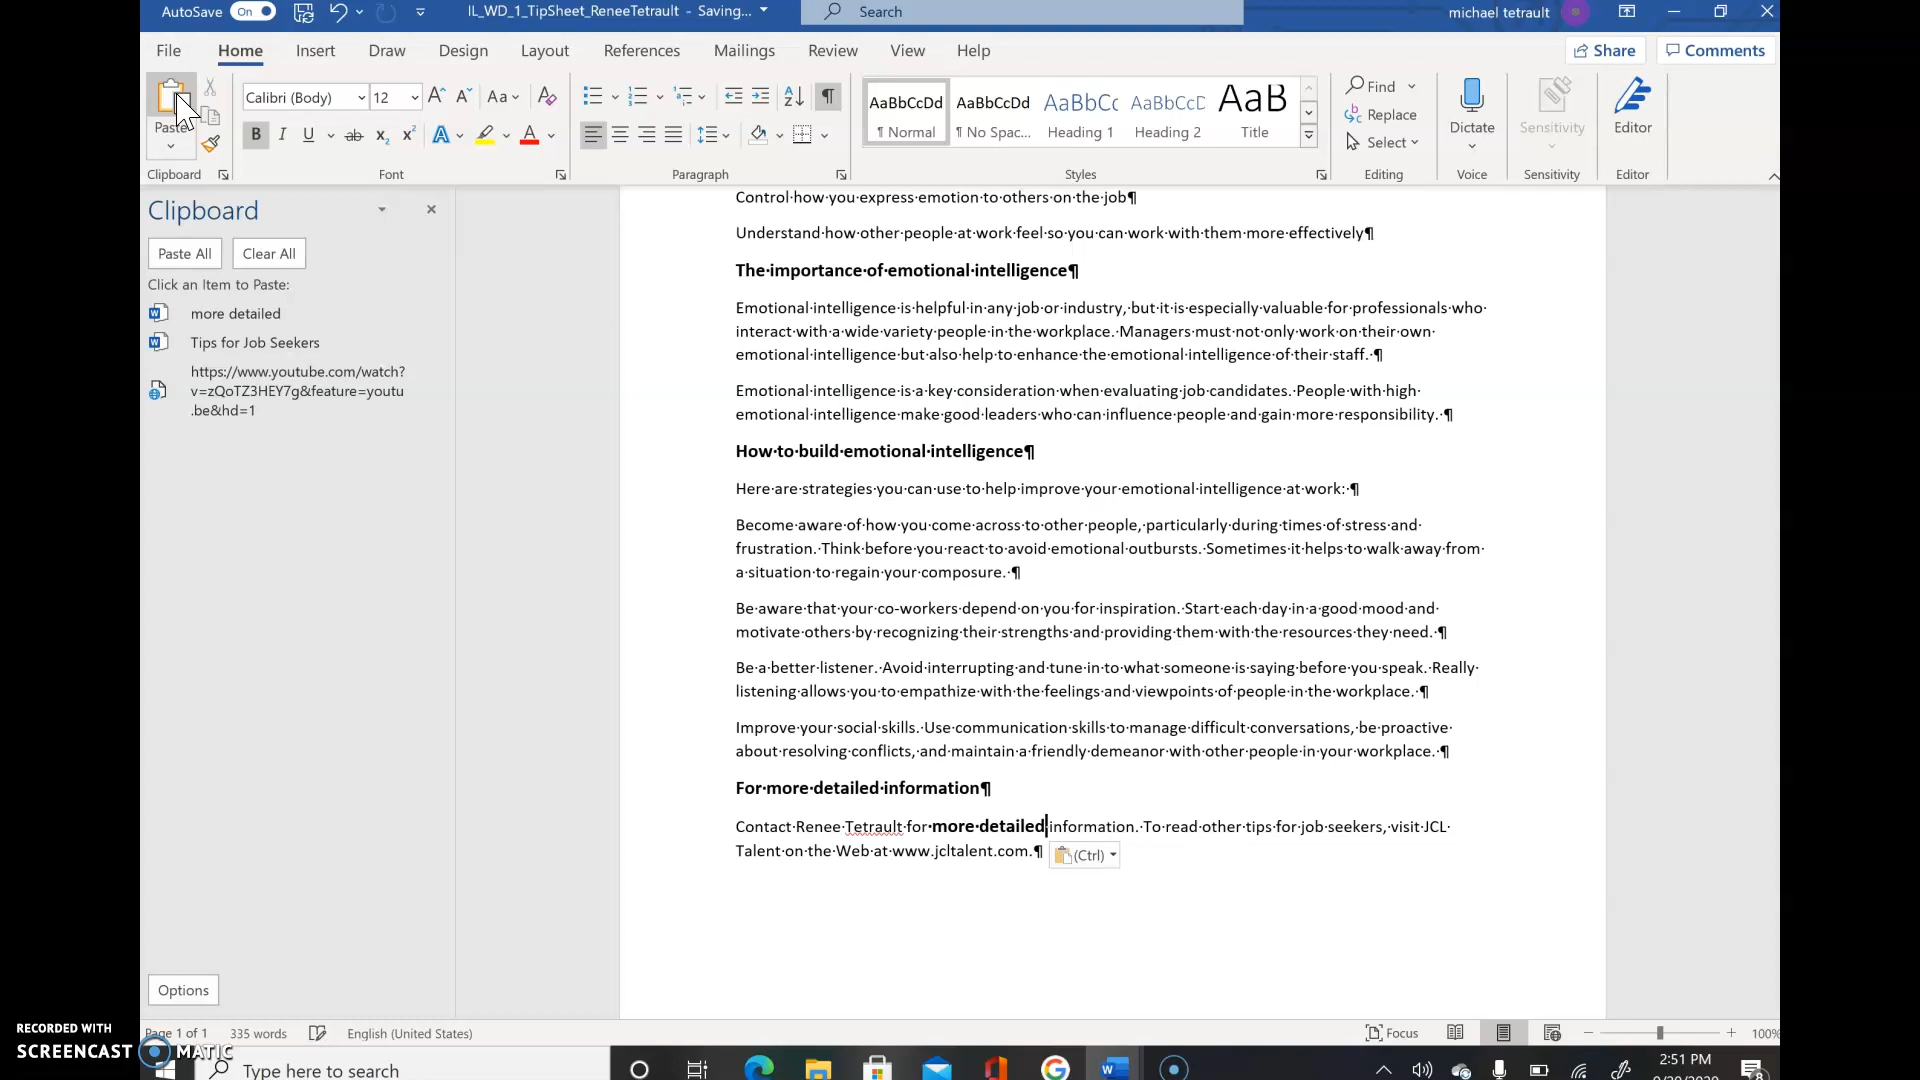 AutoSave On IL_WD_1_TipSheet_ReneeTetrault - Saving... Search michael tetrault
File Home Insert Draw Design Layout References Mailings Review View Help Share Comments
Paste
Clipboard
Calibri (Body) 12
Font
Paragraph
AaBbCcDd AaBbCcDd AaBbCc AaBbCcD AaB
¶ Normal ¶ No Spac... Heading 1 Heading 2 Title
Styles
Find
Replace
Select
Editing
Dictate
Voice
Sensitivity
Sensitivity
Editor
Editor
Clipboard
Paste All Clear All
Click an Item to Paste:
more detailed
Tips for Job Seekers
https://www.youtube.com/watch?
v=zQoTZ3HEY7g&feature=youtu
.be&hd=1
Options
Control·how·you·express·emotion·to·others·on·the·job¶
Understand·how·other·people·at·work·feel·so·you·can·work·with·them·more·effectively¶
The·importance·of·emotional·intelligence¶
Emotional·intelligence·is·helpful·in·any·job·or·industry,·but·it·is·especially·valuable·for·professionals·who·
interact·with·a·wide·variety·people·in·the·workplace.·Managers·must·not·only·work·on·their·own·
emotional·intelligence·but·also·help·to·enhance·the·emotional·intelligence·of·their·staff.·¶
Emotional·intelligence·is·a·key·consideration·when·evaluating·job·candidates.·People·with·high·
emotional·intelligence·make·good·leaders·who·can·influence·people·and·gain·more·responsibility.·¶
How·to·build·emotional·intelligence¶
Here·are·strategies·you·can·use·to·help·improve·your·emotional·intelligence·at·work:·¶
Become·aware·of·how·you·come·across·to·other·people,·particularly·during·times·of·stress·and·
frustration.·Think·before·you·react·to·avoid·emotional·outbursts.·Sometimes·it·helps·to·walk·away·from·
a·situation·to·regain·your·composure.·¶
Be·aware·that·your·co-workers·depend·on·you·for·inspiration.·Start·each·day·in·a·good·mood·and·
motivate·others·by·recognizing·their·strengths·and·providing·them·with·the·resources·they·need.·¶
Be·a·better·listener.·Avoid·interrupting·and·tune·in·to·what·someone·is·saying·before·you·speak.·Really·
listening·allows·you·to·empathize·with·the·feelings·and·viewpoints·of·people·in·the·workplace.·¶
Improve·your·social·skills.·Use·communication·skills·to·manage·difficult·conversations,·be·proactive·
about·resolving·conflicts,·and·maintain·a·friendly·demeanor·with·other·people·in·your·workplace.·¶
For·more·detailed·information¶
Contact·Renee·Tetrault·for·more·detailed·information.·To·read·other·tips·for·job·seekers,·visit·JCL·
Talent·on·the·Web·at·www.jcltalent.com.¶ (Ctrl)
Page 1 of 1 335 words English (United States) Focus 100%
RECORDED WITH
SCREENCAST MATIC
Type here to search
2:51 PM